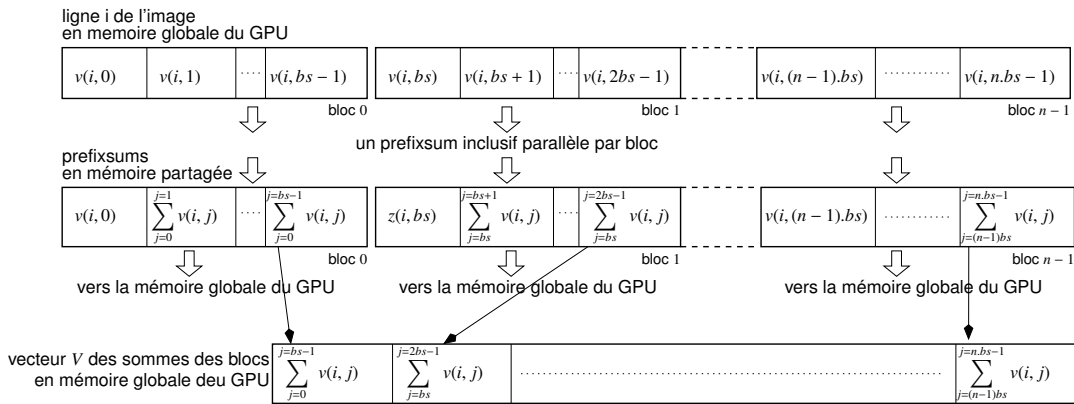 ligne i de l'image
en memoire globale du GPU
v(i, 0) v(i, 1) ···· v(i, bs − 1) v(i, bs) v(i, bs + 1) ···· v(i, 2bs − 1) v(i, (n − 1).bs) ··········· v(i, n.bs − 1)
bloc 0 bloc 1 bloc n − 1
un prefixsum inclusif parallèle par bloc
prefixsums
en mémoire partagée
v(i, 0) j=1 ∑ j=0 v(i, j) ···· j=bs−1 ∑ j=0 v(i, j) z(i, bs) j=bs+1 ∑ j=bs v(i, j) ···· j=2bs−1 ∑ j=bs v(i, j) v(i, (n − 1).bs) ··········· j=n.bs−1 ∑ j=(n−1)bs v(i, j)
bloc 0 bloc 1 bloc n − 1
vers la mémoire globale du GPU vers la mémoire globale du GPU vers la mémoire globale du GPU
vecteur V des sommes des blocs
en mémoire globale deu GPU
j=bs−1 ∑ j=0 v(i, j) j=2bs−1 ∑ j=bs v(i, j) ··········· j=n.bs−1 ∑ j=(n−1)bs v(i, j)